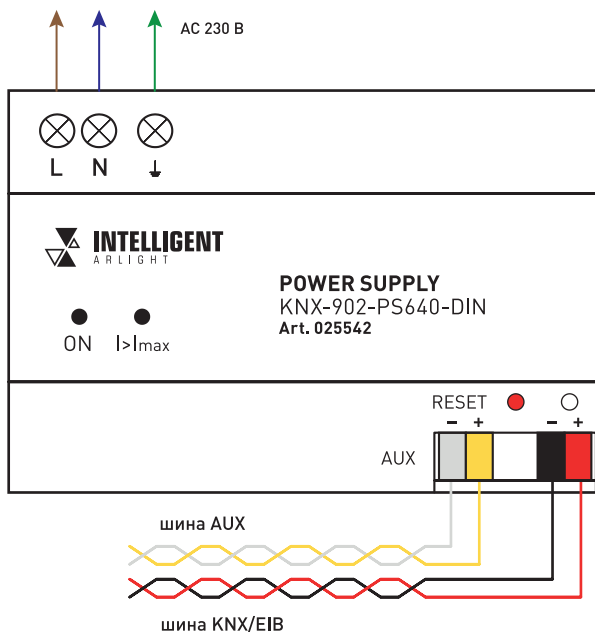 AC 230 В
L N
INTELLIGENT
ARLIGHT
POWER SUPPLY
KNX-902-PS640-DIN
Art. 025542
ON I>Imax
RESET
− + − +
AUX
шина AUX
шина KNX/EIB